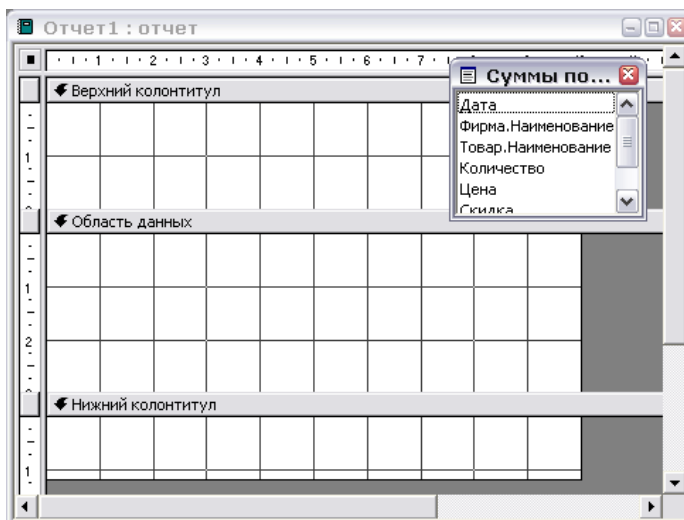 Отчет1 : отчет
1 2 3 4 5 6 7
Суммы по...
Верхний колонтитул
Дата
Фирма.Наименование
Товар.Наименование
Количество
Цена
Скидка
1
Область данных
1
2
Нижний колонтитул
1